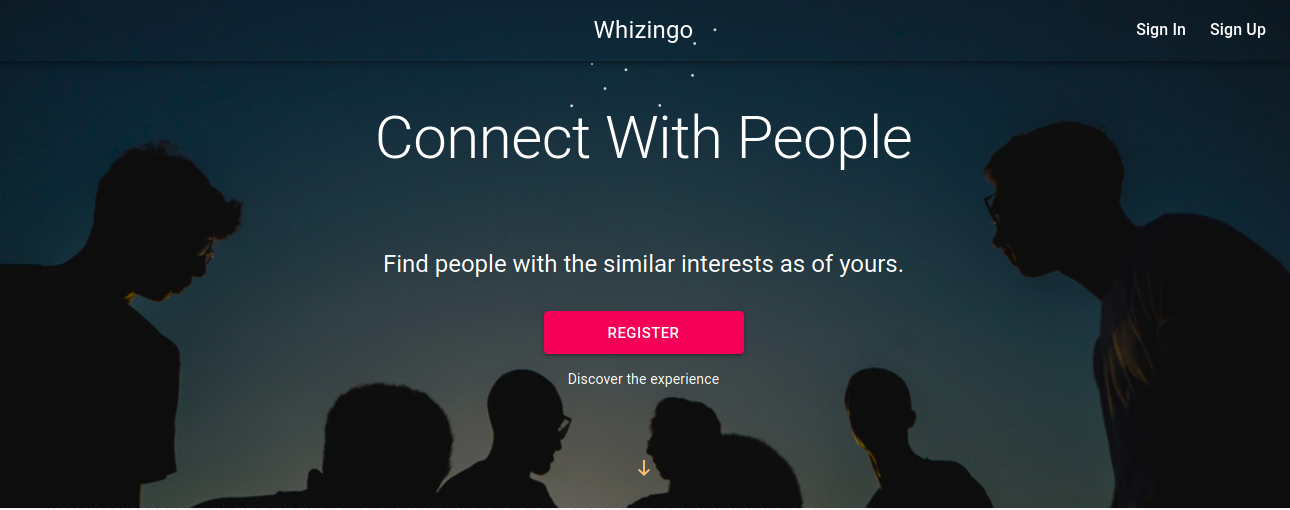 Whizingo
Sign In
Sign Up
Connect With People
Find people with the similar interests as of yours.
REGISTER
Discover the experience